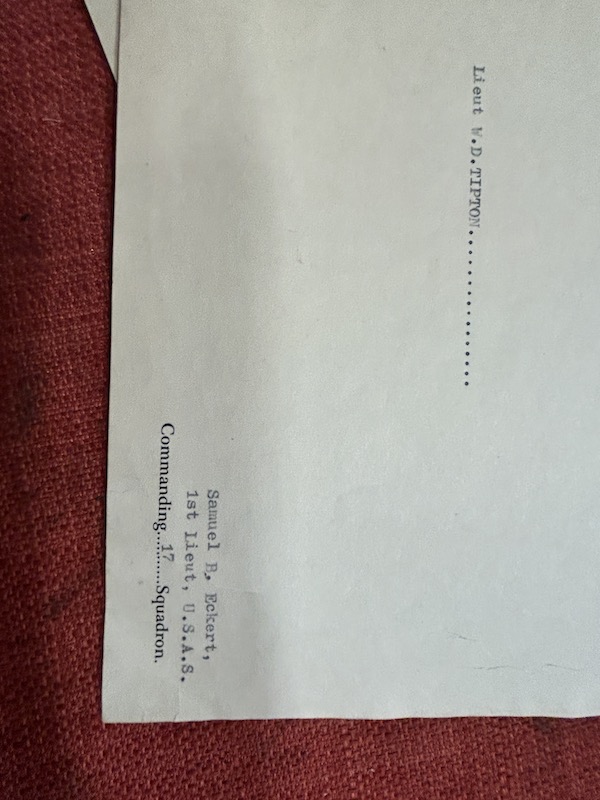 Lieut W.D.TIPTON...................
Samuel B. Eckert,
1st Lieut, U.S.A.S.
Commanding....17.......Squadron.